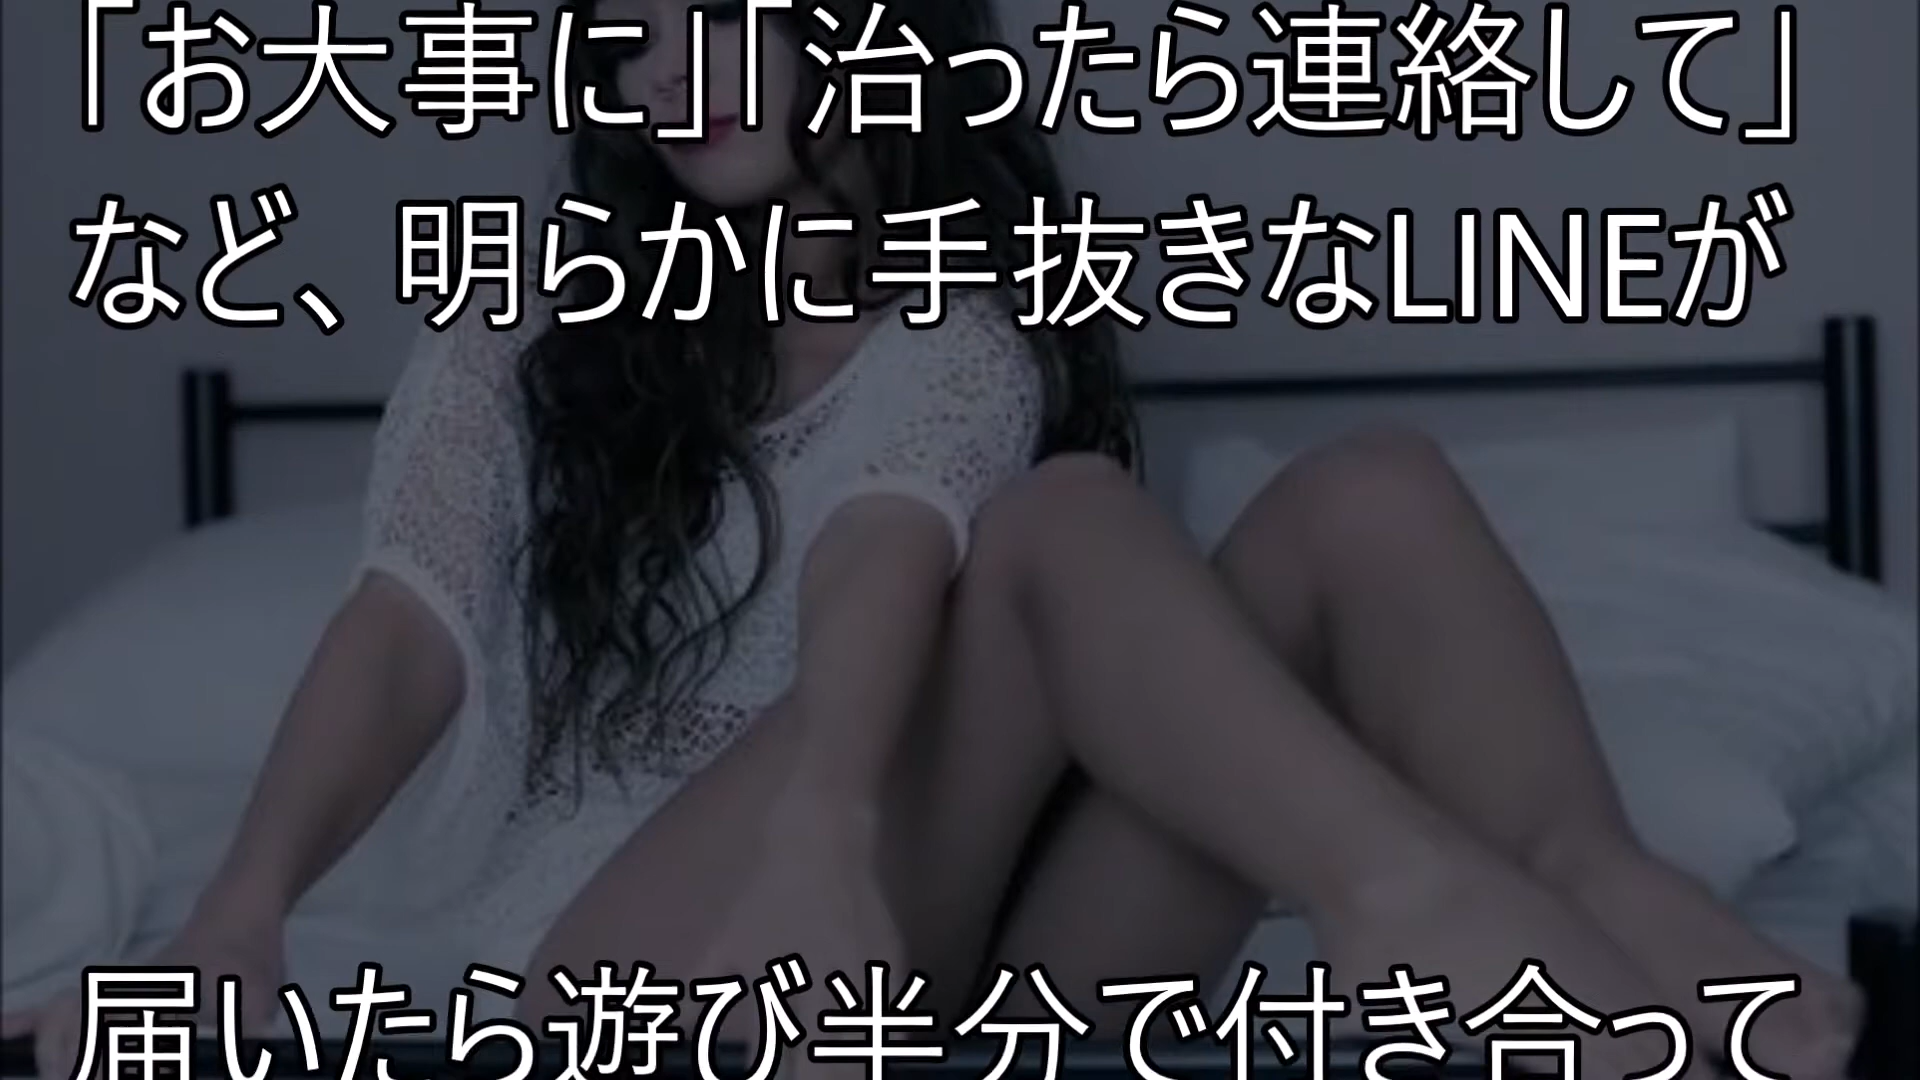 「お大事に」「治ったら連絡して」
など、明らかに手抜きなLINEが
届いたら遊び半分で付き合って